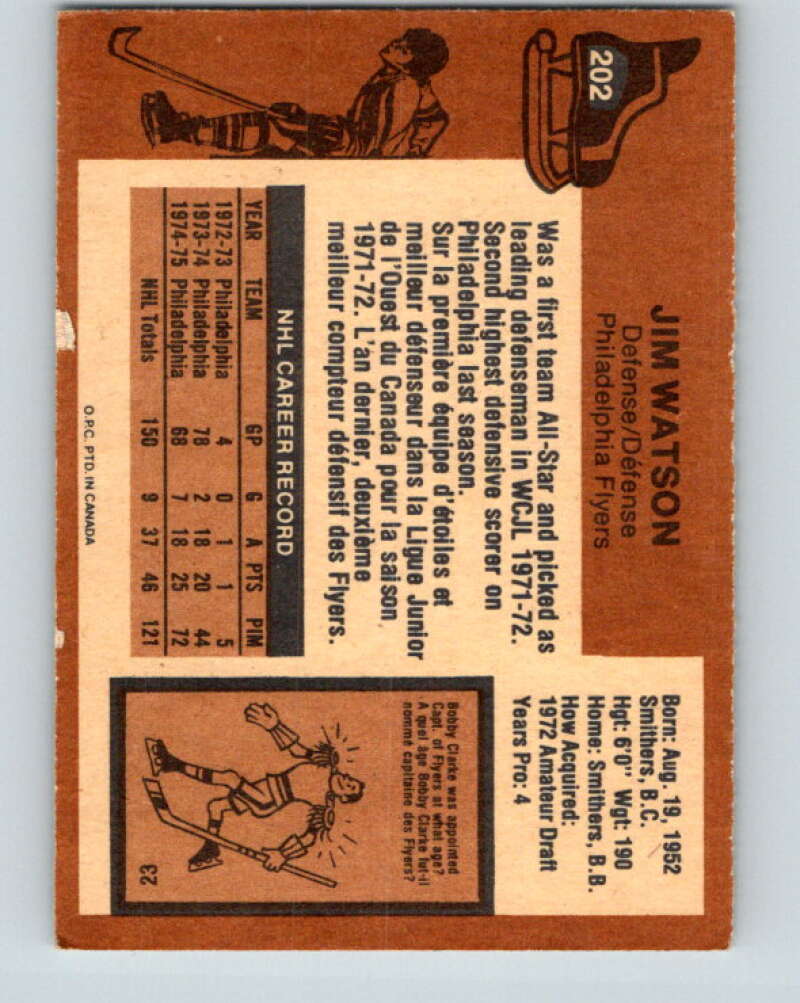 202
JIM WATSON
Defense/Défense
Philadelphia Flyers
Was a first team All-Star and picked as
leading defenseman in WCJL 1971-72.
Second highest defensive scorer on
Philadelphia last season.
Sur la première équipe d'étoiles et
meilleur défenseur dans la Ligue Junior
de l'Ouest du Canada pour la saison
1971-72. L'an dernier, deuxième
meilleur compteur défensif des Flyers.
NHL CAREER RECORD
YEAR TEAM GP G A PTS PIM
1972-73 Philadelphia 4 0 1 1 5
1973-74 Philadelphia 78 2 18 20 44
1974-75 Philadelphia 68 7 18 25 72
NHL Totals 150 9 37 46 121
O.P.C. PTD. IN CANADA
Born: Aug. 19, 1952
Smithers, B.C.
Hgt: 6'0" Wgt: 190
Home: Smithers, B.B.
How Acquired:
1972 Amateur Draft
Years Pro: 4
Bobby Clarke was appointed
Capt. of Flyers at what age?
A quel âge Bobby Clarke fut-il
nommé capitaine des Flyers?
23